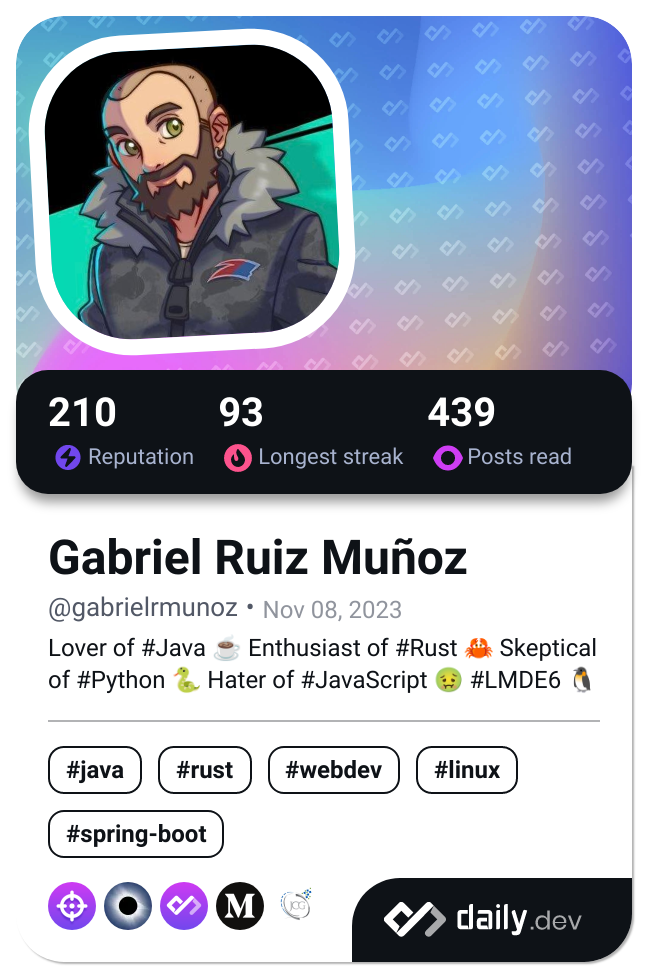 210 93 439
Reputation Longest streak Posts read
Gabriel Ruiz Muñoz
@gabrielrmunoz • Nov 08, 2023
Lover of #Java ☕ Enthusiast of #Rust 🦀 Skeptical
of #Python 🐍 Hater of #JavaScript 🤢 #LMDE6 🐧
#java #rust #webdev #linux
#spring-boot
M JCG daily.dev